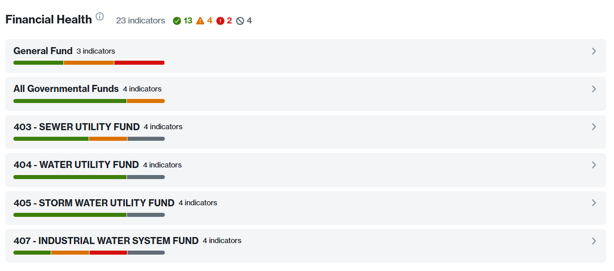 Financial Health 23 indicators 13 4 2 4
General Fund 3 indicators
All Governmental Funds 4 indicators
403 - SEWER UTILITY FUND 4 indicators
404 - WATER UTILITY FUND 4 indicators
405 - STORM WATER UTILITY FUND 4 indicators
407 - INDUSTRIAL WATER SYSTEM FUND 4 indicators